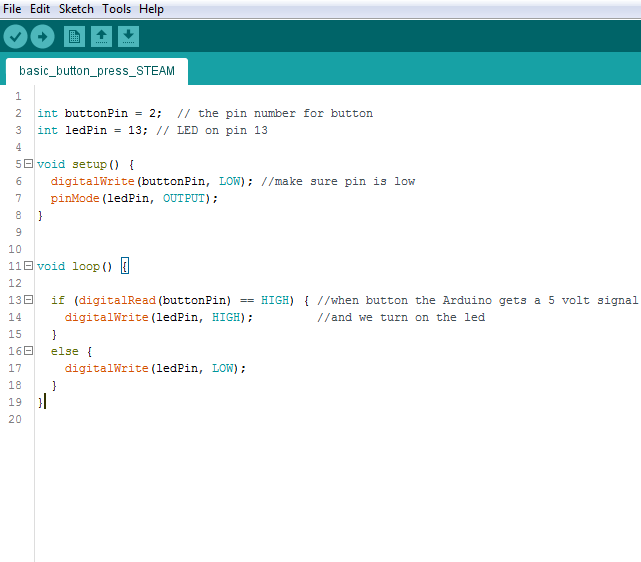 File Edit Sketch Tools Help
basic_button_press_STEAM
1
2 int buttonPin = 2;  // the pin number for button
3 int ledPin = 13; // LED on pin 13
4
5 void setup() {
6   digitalWrite(buttonPin, LOW); //make sure pin is low
7   pinMode(ledPin, OUTPUT);
8 }
9
10
11 void loop() {
12
13   if (digitalRead(buttonPin) == HIGH) { //when button the Arduino gets a 5 volt signal
14     digitalWrite(ledPin, HIGH);         //and we turn on the led
15   }
16   else {
17     digitalWrite(ledPin, LOW);
18   }
19 }
20